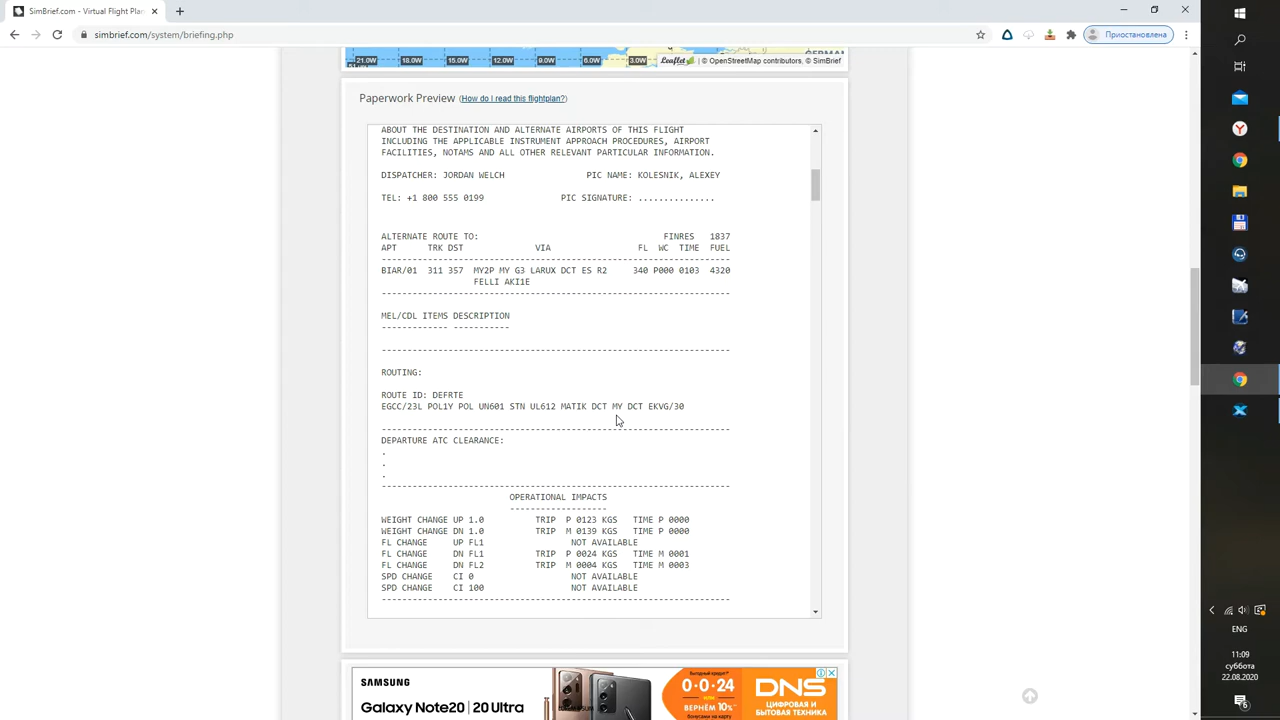 SimBrief.com - Virtual Flight Pla
simbrief.com/system/briefing.php
Приостановлена
21.0W 18.0W 15.0W 12.0W 9.0W 6.0W 3.0W Leaflet | © OpenStreetMap contributors, © SimBrief
Paperwork Preview (How do I read this flightplan?)
ABOUT THE DESTINATION AND ALTERNATE AIRPORTS OF THIS FLIGHT
INCLUDING THE APPLICABLE INSTRUMENT APPROACH PROCEDURES, AIRPORT
FACILITIES, NOTAMS AND ALL OTHER RELEVANT PARTICULAR INFORMATION.
DISPATCHER: JORDAN WELCH PIC NAME: KOLESNIK, ALEXEY
TEL: +1 800 555 0199 PIC SIGNATURE: ...............
ALTERNATE ROUTE TO: FINRES 1837
APT TRK DST VIA FL WC TIME FUEL
--------------------------------------------------------------------
BIAR/01 311 357 MY2P MY G3 LARUX DCT ES R2 340 P000 0103 4320
FELLI AKI1E
--------------------------------------------------------------------
MEL/CDL ITEMS DESCRIPTION
------------- -----------
--------------------------------------------------------------------
ROUTING:
ROUTE ID: DEFRTE
EGCC/23L POL1Y POL UN601 STN UL612 MATIK DCT MY DCT EKVG/30
--------------------------------------------------------------------
DEPARTURE ATC CLEARANCE:
.
.
.
--------------------------------------------------------------------
OPERATIONAL IMPACTS
-------------------
WEIGHT CHANGE UP 1.0 TRIP P 0123 KGS TIME P 0000
WEIGHT CHANGE DN 1.0 TRIP M 0139 KGS TIME P 0000
FL CHANGE UP FL1 NOT AVAILABLE
FL CHANGE DN FL1 TRIP P 0024 KGS TIME M 0001
FL CHANGE DN FL2 TRIP M 0004 KGS TIME M 0003
SPD CHANGE CI 0 NOT AVAILABLE
SPD CHANGE CI 100 NOT AVAILABLE
--------------------------------------------------------------------
SAMSUNG
Galaxy Note20 | 20 Ultra
0-0-24
ВЕРНЁМ 10%
DNS
ЦИФРОВАЯ И
БЫТОВАЯ ТЕХНИКА
ENG
11:09
суббота
22.08.2020
6